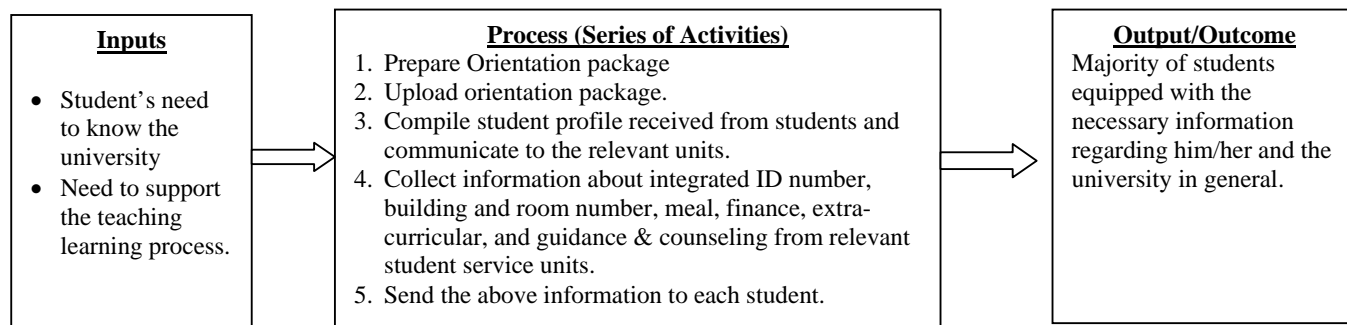 Inputs
• Student's need to know the
university
• Need to support
the teaching
learning process.
Process (Series of Activities)
1. Prepare Orientation package
2. Upload orientation package.
3. Compile student profile received from students and
communicate to the relevant units.
4. Collect information about integrated ID number,
building and room number, meal, finance, extra-
curricular, and guidance & counseling from relevant
student service units.
5. Send the above information to each student.
Output/Outcome
Majority of students
equipped with the
necessary information
regarding him/her and the
university in general.